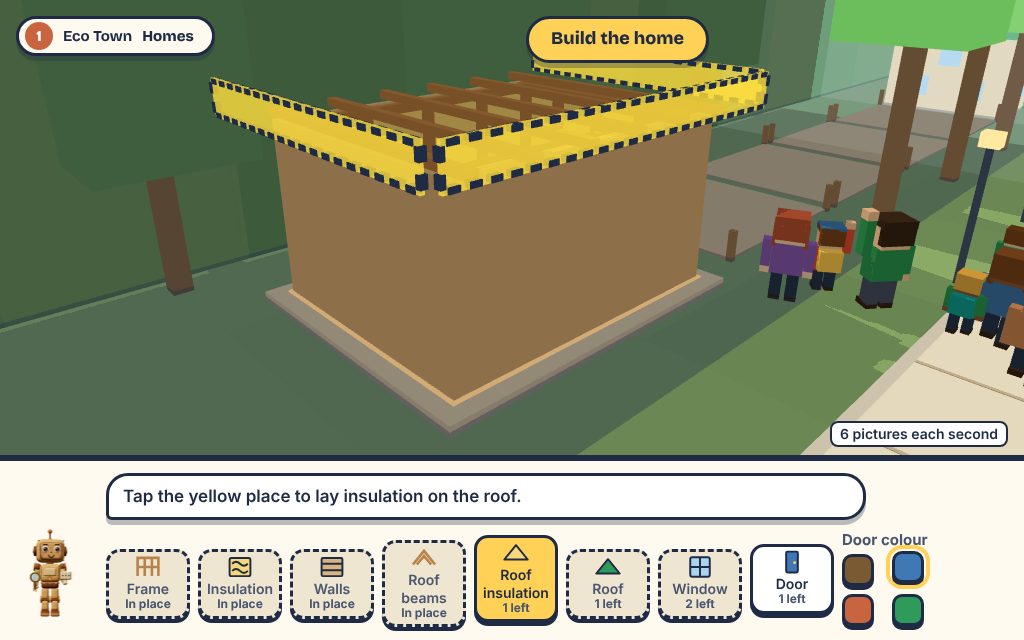 1 Eco Town Homes
Build the home
6 pictures each second
Tap the yellow place to lay insulation on the roof.
Frame
In place
Insulation
In place
Walls
In place
Roof
beams
In place
Roof
insulation
1 left
Roof
1 left
Window
2 left
Door
1 left
Door colour